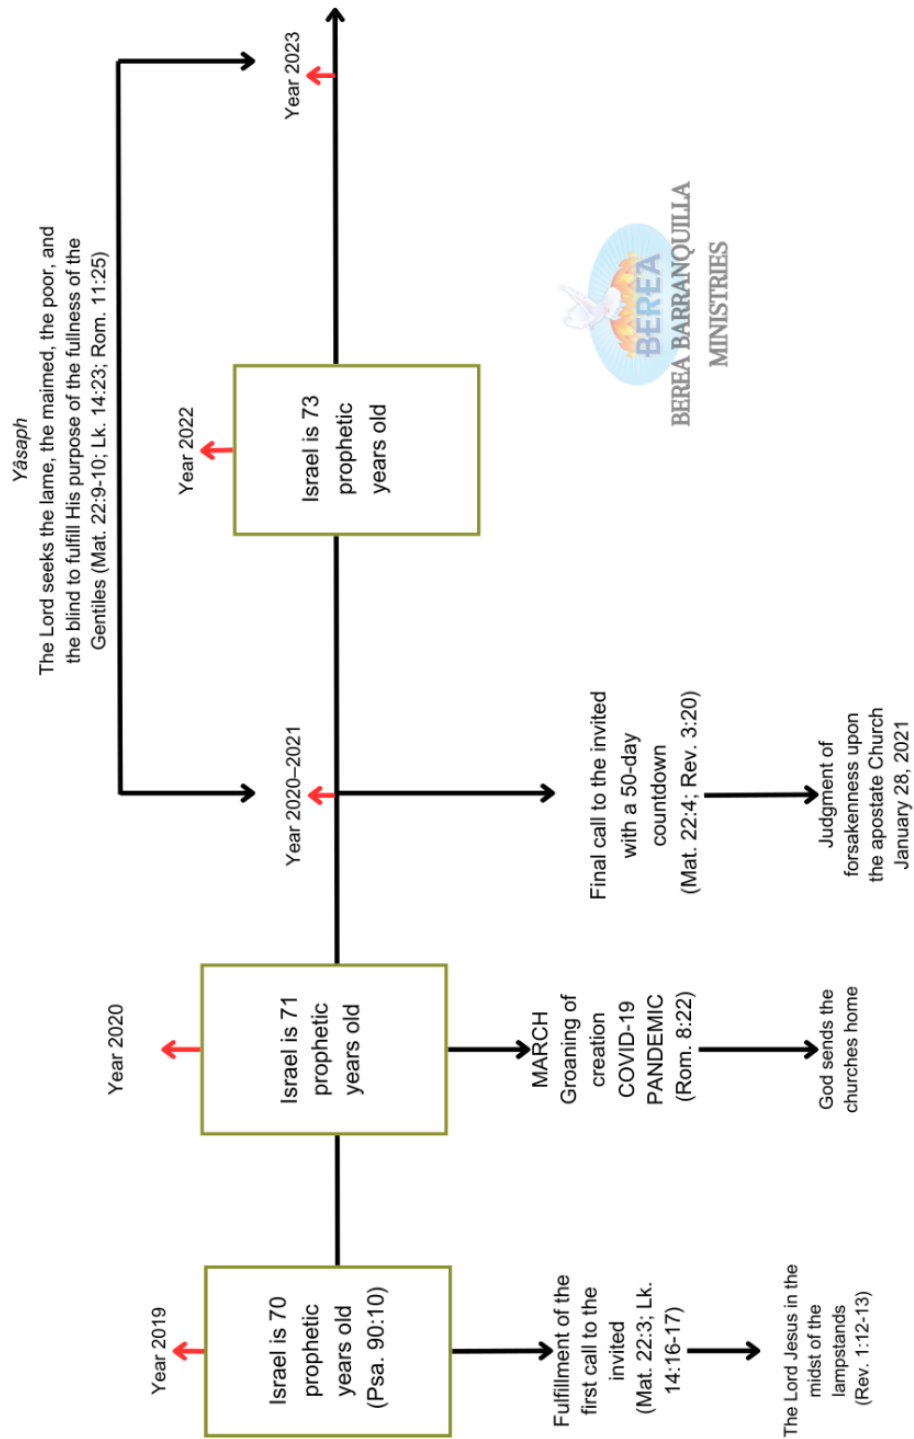 Yâsaph
The Lord seeks the lame, the maimed, the poor, and
the blind to fulfill His purpose of the fullness of the
Gentiles (Mat. 22:9-10; Lk. 14:23; Rom. 11:25)
Year 2019
Israel is 70
prophetic
years old
(Psa. 90:10)
Fulfillment of the
first call to the
invited
(Mat. 22:3; Lk.
14:16-17)
The Lord Jesus in the
midst of the
lampstands
(Rev. 1:12-13)
Year 2020
Israel is 71
prophetic
years old
MARCH
Groaning of
creation
COVID-19
PANDEMIC
(Rom. 8:22)
God sends the
churches home
Year 2020–2021
Final call to the invited
with a 50-day
countdown
(Mat. 22:4; Rev. 3:20)
Judgment of
forsakenness upon
the apostate Church
January 28, 2021
Year 2022
Israel is 73
prophetic
years old
Year 2023
BEREA
BEREA BARRANQUILLA
MINISTRIES